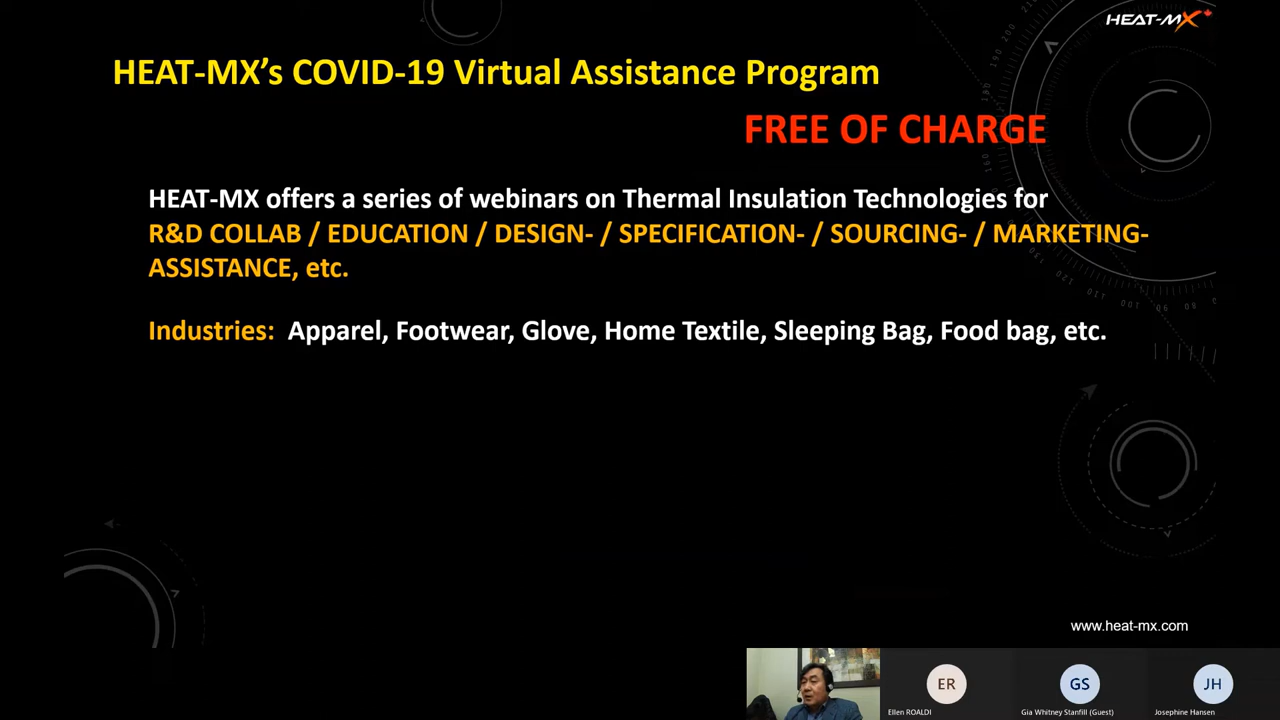 HEAT-MX
HEAT-MX's COVID-19 Virtual Assistance Program
FREE OF CHARGE
HEAT-MX offers a series of webinars on Thermal Insulation Technologies for
R&D COLLAB / EDUCATION / DESIGN- / SPECIFICATION- / SOURCING- / MARKETING-
ASSISTANCE, etc.
Industries: Apparel, Footwear, Glove, Home Textile, Sleeping Bag, Food bag, etc.
www.heat-mx.com
ER
GS
JH
Ellen ROALDI
Gia Whitney Stanfill (Guest)
Josephine Hansen